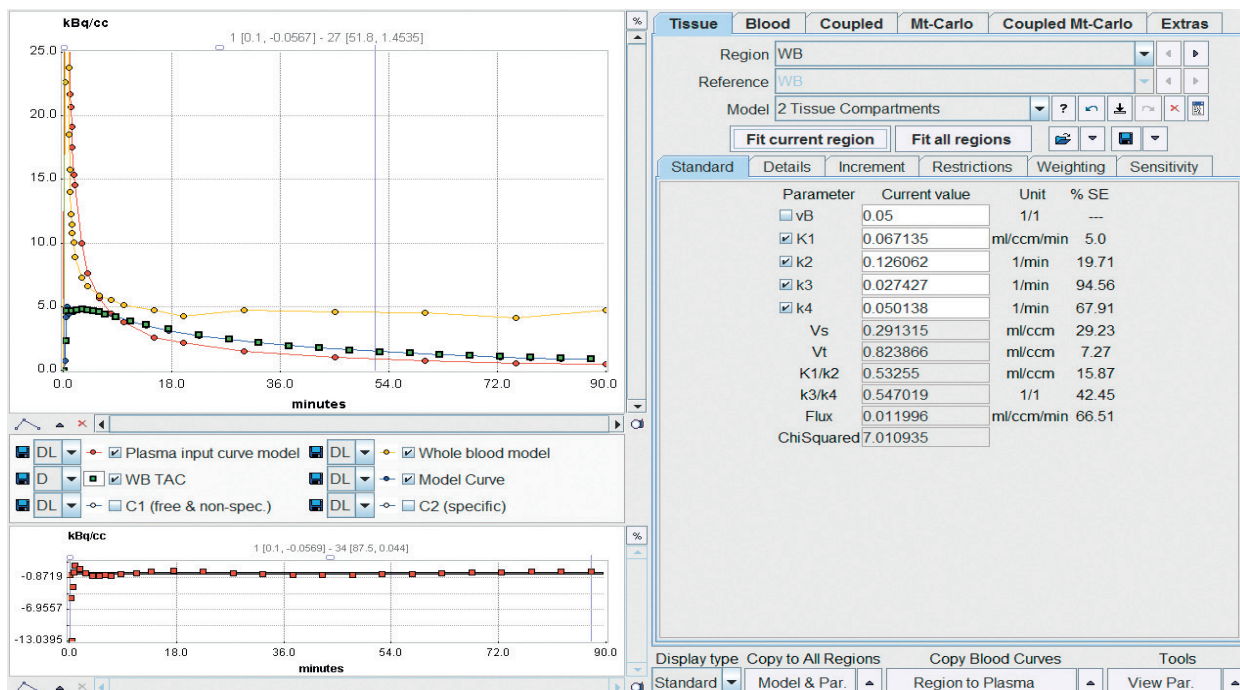 kBq/cc
1 [0.1, -0.0567] - 27 [51.8, 1.4535]
25.0
20.0
15.0
10.0
5.0
0.0
0.0 18.0 36.0 54.0 72.0 90.0
minutes
%
DL Plasma input curve model DL Whole blood model
D WB TAC DL Model Curve
DL C1 (free & non-spec.) DL C2 (specific)
kBq/cc
1 [0.1, -0.0569] - 34 [87.5, 0.044]
-0.8719
-6.9557
-13.0395
0.0 18.0 36.0 54.0 72.0 90.0
minutes
%
Tissue Blood Coupled Mt-Carlo Coupled Mt-Carlo Extras
Region WB
Reference WB
Model 2 Tissue Compartments ?
Fit current region Fit all regions
Standard Details Increment Restrictions Weighting Sensitivity
Parameter Current value Unit % SE
vB 0.05 1/1 ---
K1 0.067135 ml/ccm/min 5.0
k2 0.126062 1/min 19.71
k3 0.027427 1/min 94.56
k4 0.050138 1/min 67.91
Vs 0.291315 ml/ccm 29.23
Vt 0.823866 ml/ccm 7.27
K1/k2 0.53255 ml/ccm 15.87
k3/k4 0.547019 1/1 42.45
Flux 0.011996 ml/ccm/min 66.51
ChiSquared 7.010935
Display type Copy to All Regions Copy Blood Curves Tools
Standard Model & Par. Region to Plasma View Par.